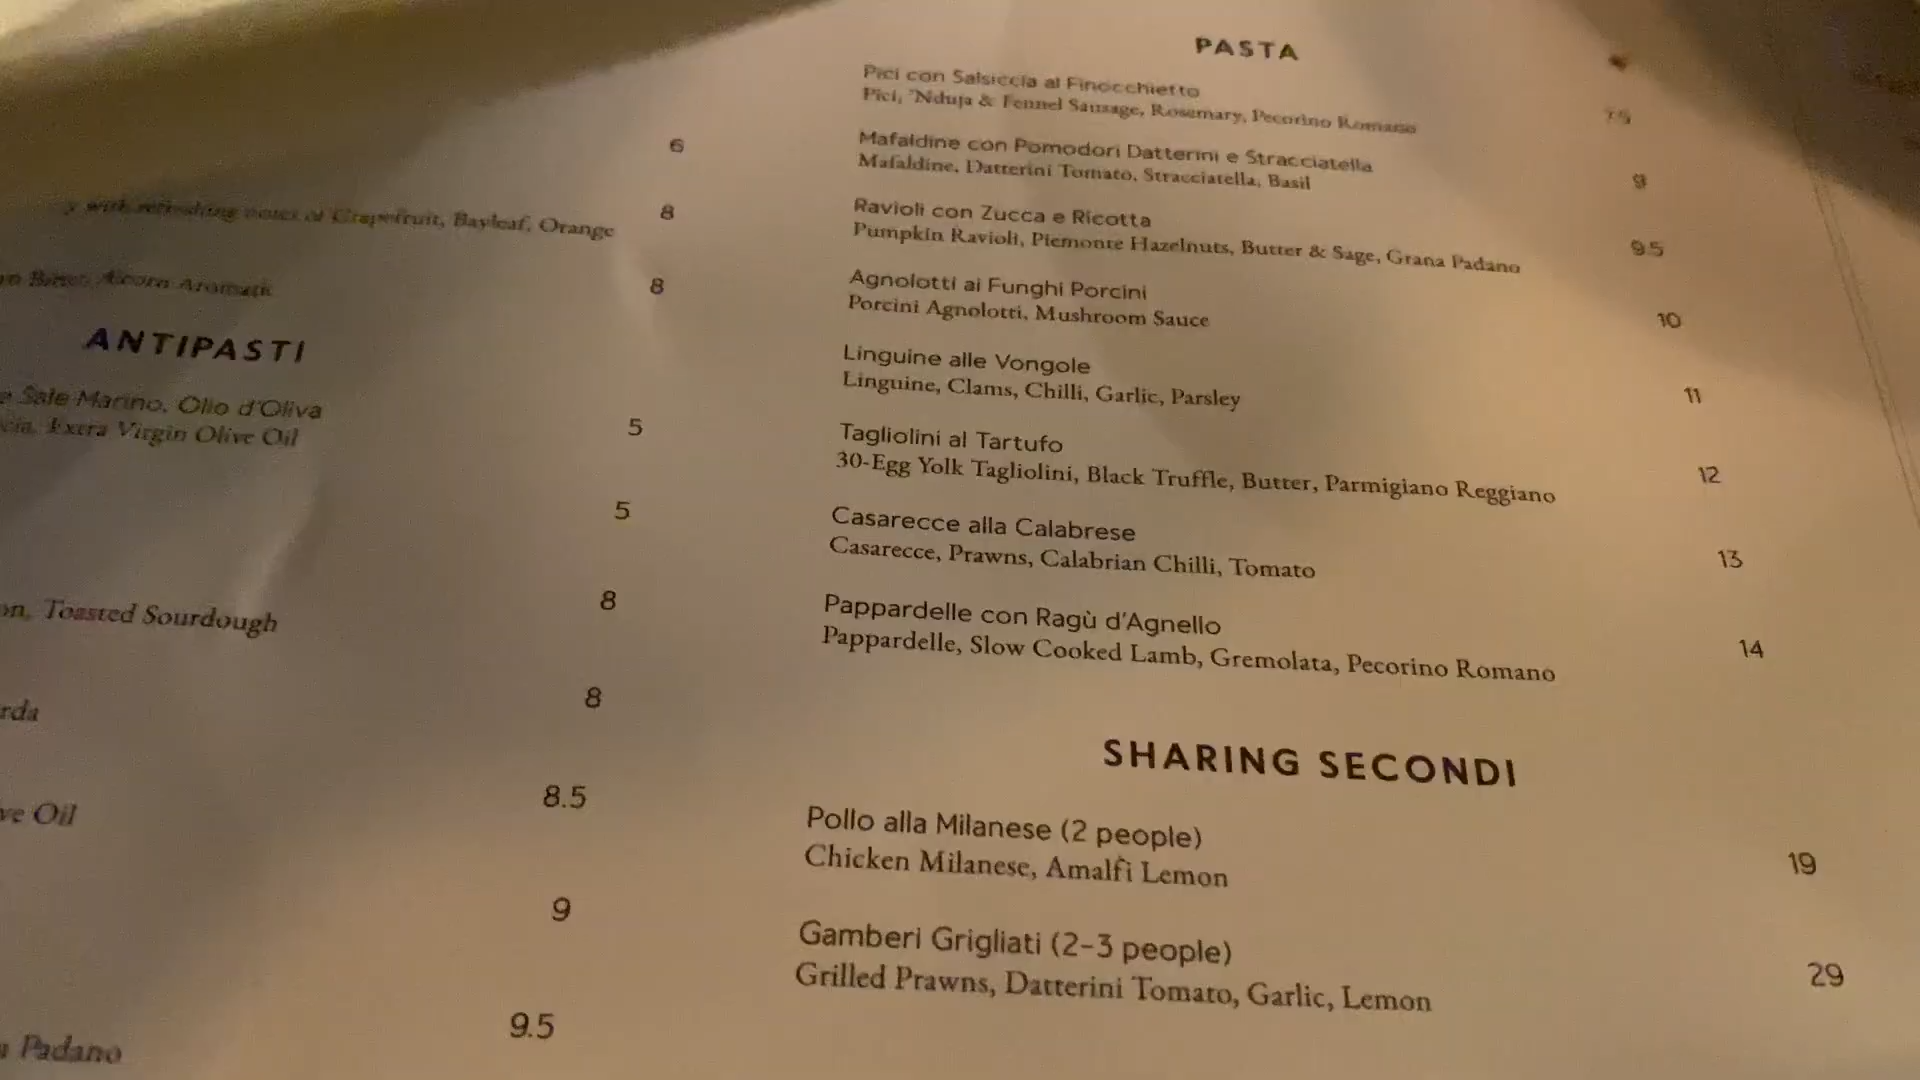 6
with refreshing notes of Grapefruit, Bayleaf, Orange 8
8
ANTIPASTI
Sale Marino, Olio d'Oliva
Extra Virgin Olive Oil 5
5
Toasted Sourdough 8
8
Oil 8.5
9
Padano 9.5
PASTA
Pici con Salsiccia al Finocchietto
Pici, 'Nduja & Fennel Sausage, Rosemary, Pecorino Romano
Mafaldine con Pomodori Datterini e Stracciatella
Mafaldine, Datterini Tomato, Stracciatella, Basil 9
Ravioli con Zucca e Ricotta
Pumpkin Ravioli, Piemonte Hazelnuts, Butter & Sage, Grana Padano 9.5
Agnolotti ai Funghi Porcini
Porcini Agnolotti, Mushroom Sauce 10
Linguine alle Vongole
Linguine, Clams, Chilli, Garlic, Parsley 11
Tagliolini al Tartufo
30-Egg Yolk Tagliolini, Black Truffle, Butter, Parmigiano Reggiano 12
Casarecce alla Calabrese
Casarecce, Prawns, Calabrian Chilli, Tomato 13
Pappardelle con Ragù d'Agnello
Pappardelle, Slow Cooked Lamb, Gremolata, Pecorino Romano 14
SHARING SECONDI
Pollo alla Milanese (2 people)
Chicken Milanese, Amalfi Lemon 19
Gamberi Grigliati (2-3 people)
Grilled Prawns, Datterini Tomato, Garlic, Lemon 29